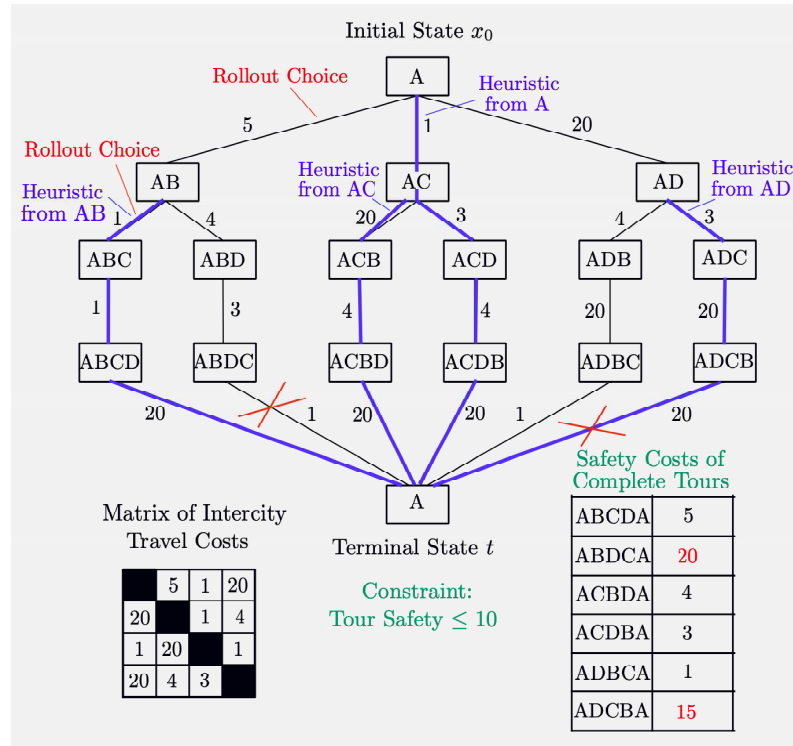 Initial State x₀
A
Rollout Choice
Heuristic
from A
5
1
20
Rollout Choice
Heuristic
from AB
AB
Heuristic
from AC
AC
AD
Heuristic
from AD
1
4
20
3
4
3
ABC
ABD
ACB
ACD
ADB
ADC
1
3
4
4
20
20
ABCD
ABDC
ACBD
ACDB
ADBC
ADCB
20
1
20
20
1
20
A
Terminal State t
Matrix of Intercity
Travel Costs
5 1 20
20 1 4
1 20 1
20 4 3
Constraint:
Tour Safety ≤ 10
Safety Costs of
Complete Tours
ABCDA 5
ABDCA 20
ACBDA 4
ACDBA 3
ADBCA 1
ADCBA 15